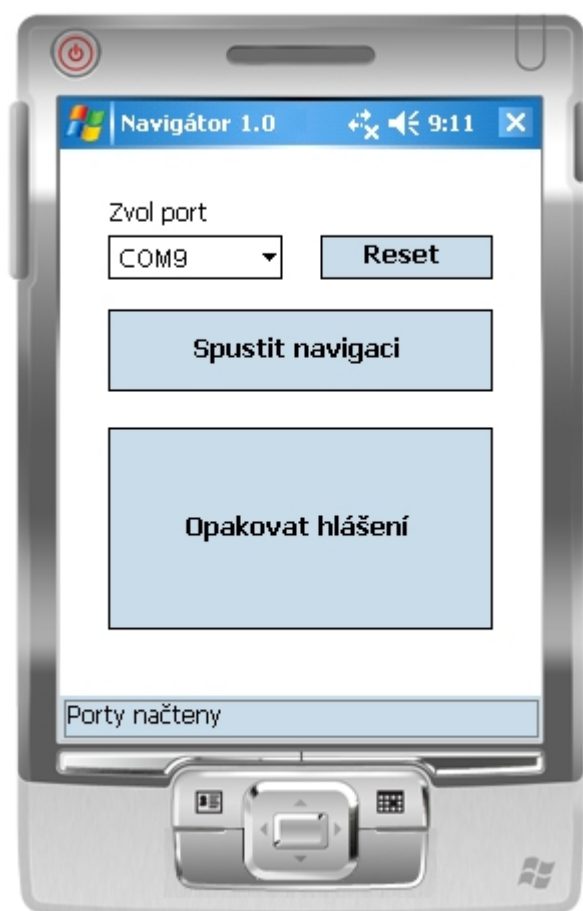 Navigátor 1.0 9:11
Zvol port
COM9 Reset
Spustit navigaci
Opakovat hlášení
Porty načteny